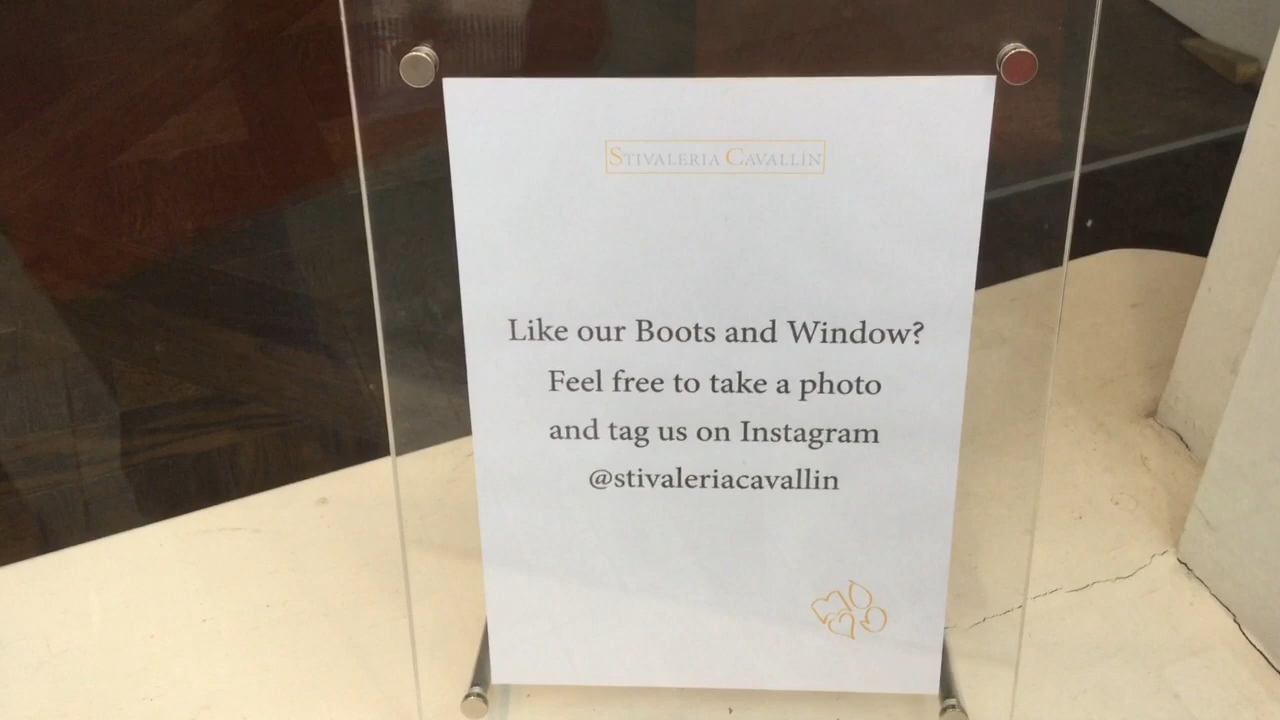 STIVALERIA CAVALLIN
Like our Boots and Window?
Feel free to take a photo
and tag us on Instagram
@stivaleriacavallin